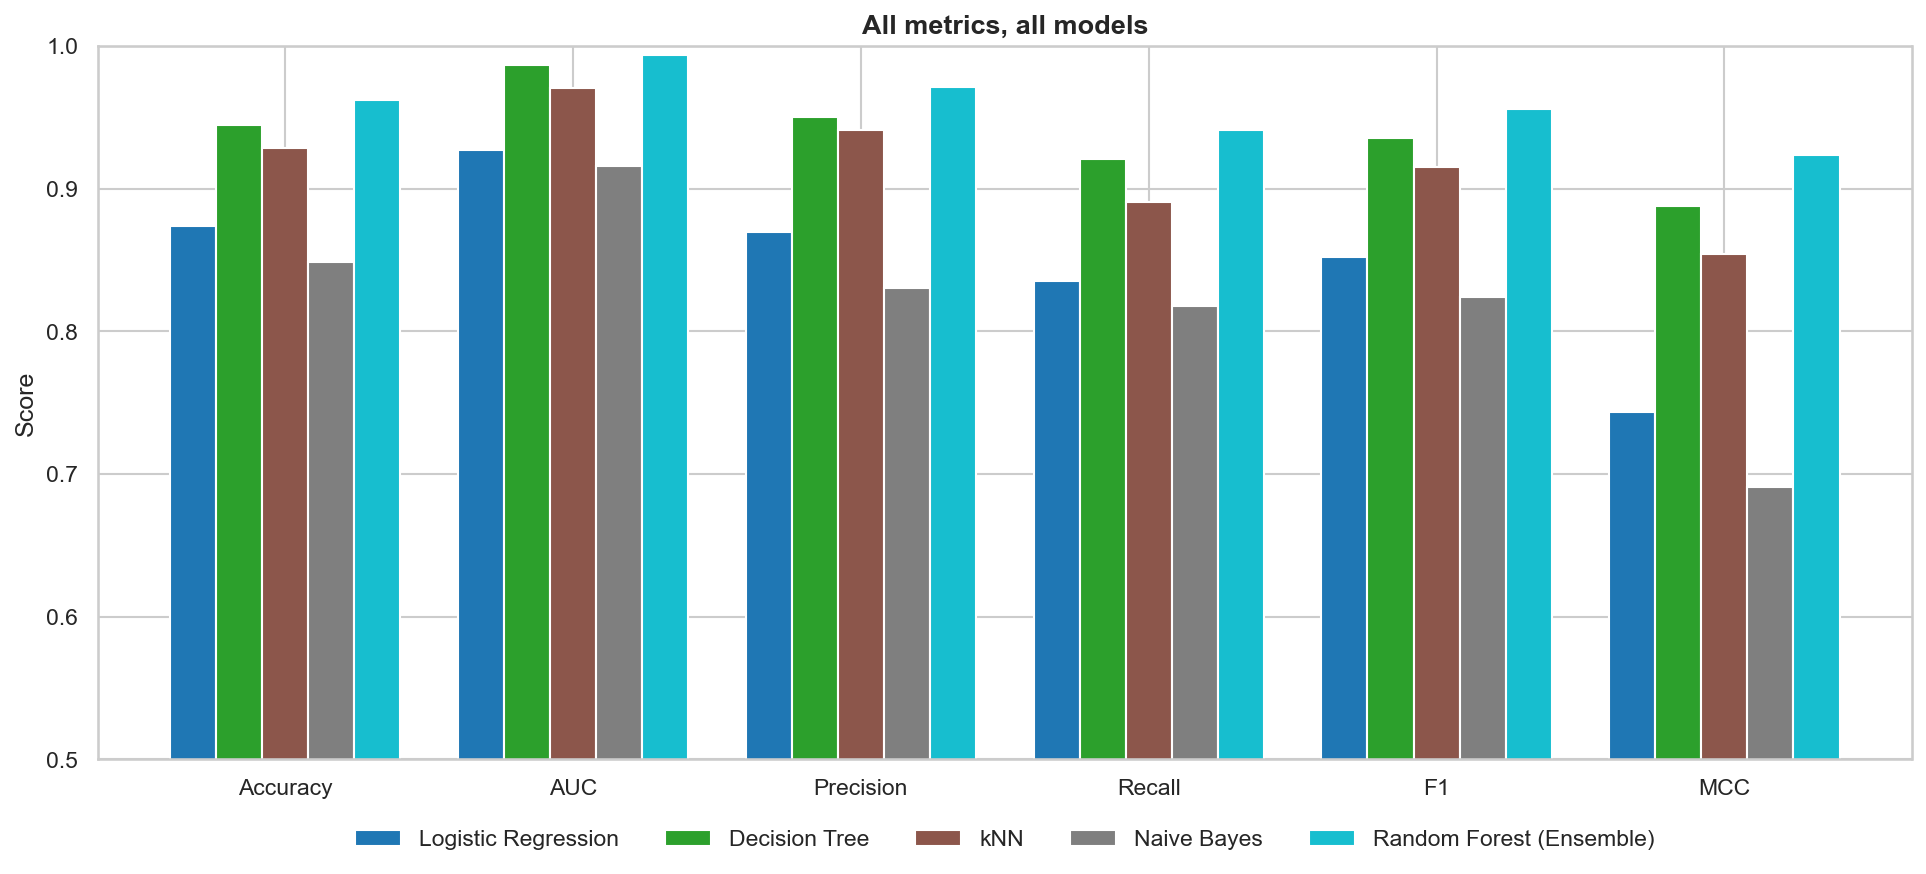 All metrics, all models
1.0
0.9
0.8
0.7
0.6
0.5
Score
Accuracy AUC Precision Recall F1 MCC
Logistic Regression Decision Tree kNN Naive Bayes Random Forest (Ensemble)